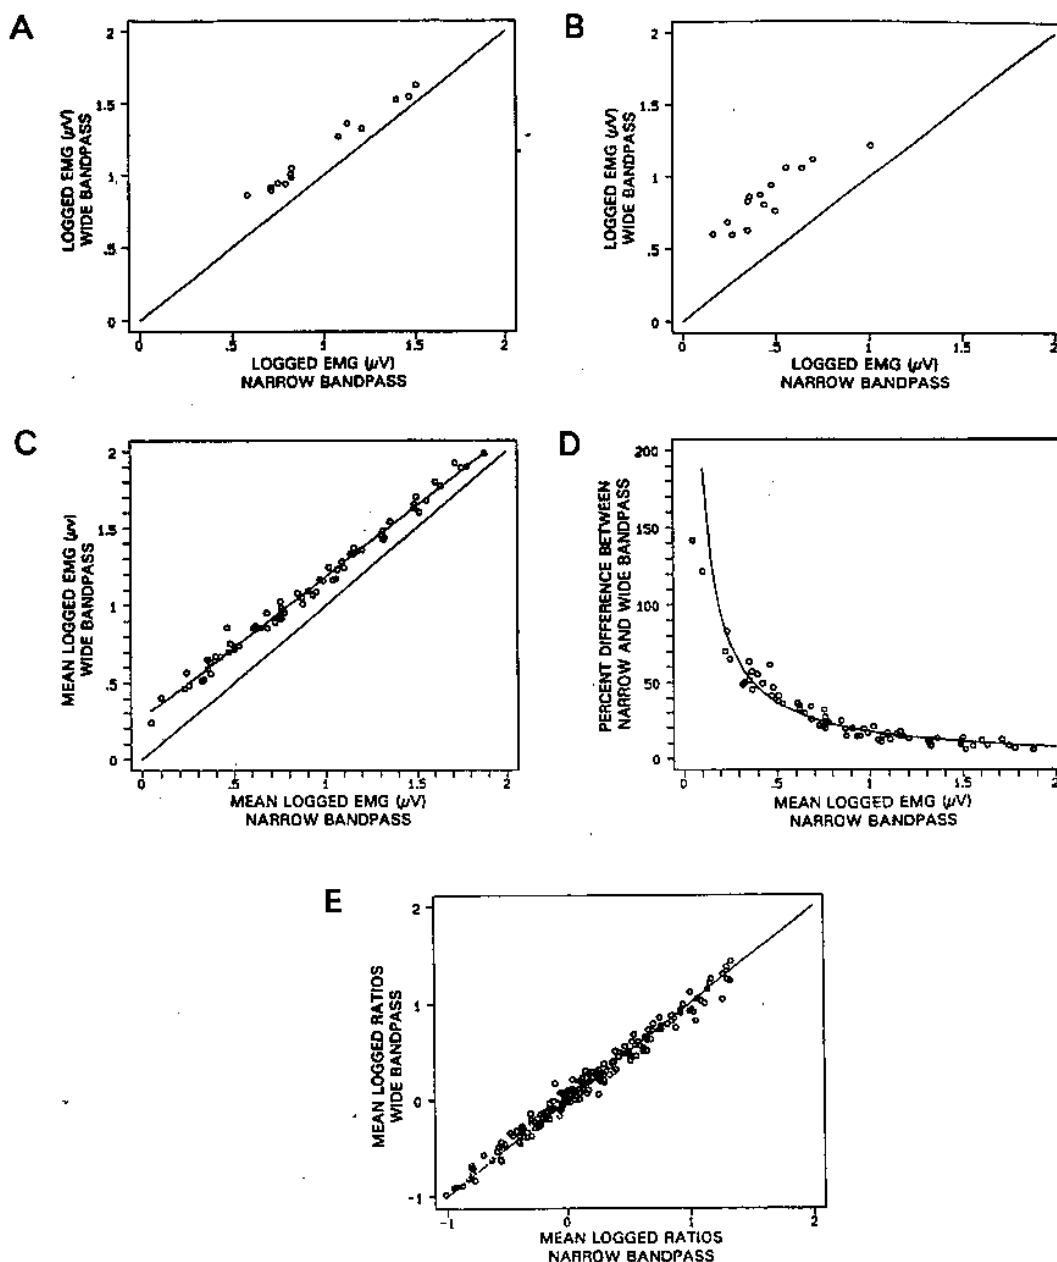 A
LOGGED EMG (μV)
WIDE BANDPASS
2
1.5
1
.5
0
0
.5
1
1.5
2
LOGGED EMG (μV)
NARROW BANDPASS
B
LOGGED EMG (μV)
WIDE BANDPASS
2
1.5
1
.5
0
0
.5
1
1.5
2
LOGGED EMG (μV)
NARROW BANDPASS
C
MEAN LOGGED EMG (μv)
WIDE BANDPASS
2
1.5
1
.5
0
0
.5
1
1.5
2
MEAN LOGGED EMG (μV)
NARROW BANDPASS
D
PERCENT DIFFERENCE BETWEEN
NARROW AND WIDE BANDPASS
200
150
100
50
0
0
.5
1
1.5
2
MEAN LOGGED EMG (μV)
NARROW BANDPASS
E
MEAN LOGGED RATIOS
WIDE BANDPASS
2
1
0
-1
-1
0
1
2
MEAN LOGGED RATIOS
NARROW BANDPASS